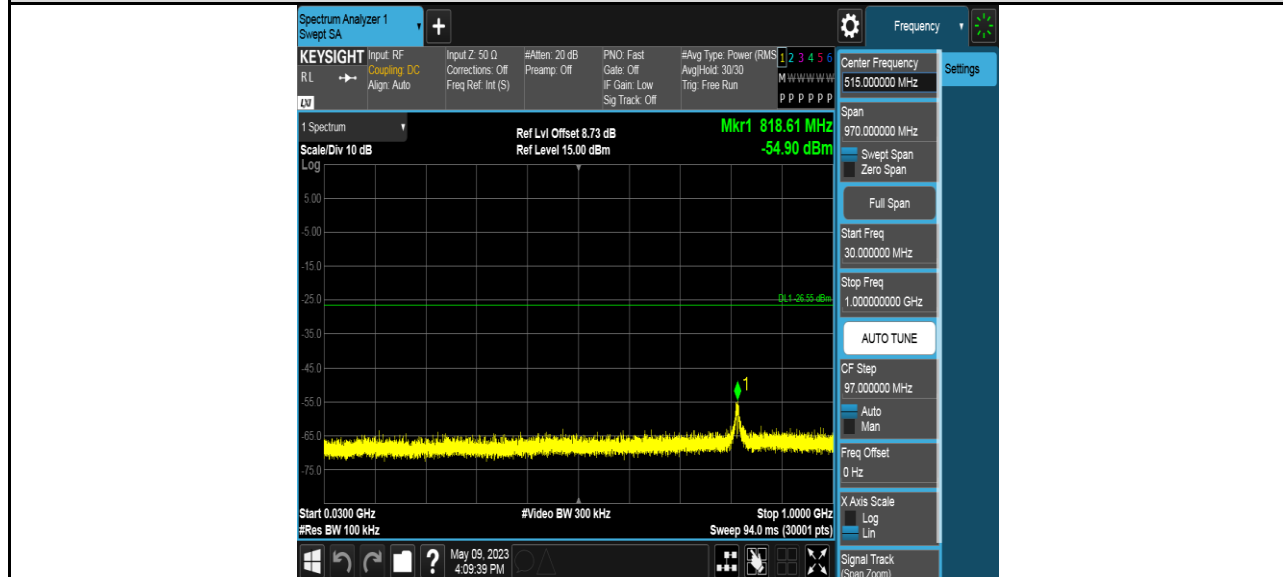 Spectrum Analyzer 1
Swept SA
+
Frequency
KEYSIGHT
RL
LXI
Input: RF
Coupling: DC
Align: Auto
Input Z: 50 Ω
Corrections: Off
Freq Ref: Int (S)
#Atten: 20 dB
Preamp: Off
PNO: Fast
Gate: Off
IF Gain: Low
Sig Track: Off
#Avg Type: Power (RMS
Avg|Hold: 30/30
Trig: Free Run
1 2 3 4 5 6
M W W W W W
P P P P P P
1 Spectrum
Scale/Div 10 dB
Log
Ref Lvl Offset 8.73 dB
Ref Level 15.00 dBm
Mkr1 818.61 MHz
-54.90 dBm
5.00
-5.00
-15.0
-25.0
DL1 -26.55 dBm
-35.0
-45.0
1
-55.0
-65.0
-75.0
Start 0.0300 GHz
#Res BW 100 kHz
#Video BW 300 kHz
Stop 1.0000 GHz
Sweep 94.0 ms (30001 pts)
?
May 09, 2023
4:09:39 PM
Center Frequency
515.000000 MHz
Settings
Span
970.000000 MHz
Swept Span
Zero Span
Full Span
Start Freq
30.000000 MHz
Stop Freq
1.000000000 GHz
AUTO TUNE
CF Step
97.000000 MHz
Auto
Man
Freq Offset
0 Hz
X Axis Scale
Log
Lin
Signal Track
(Span Zoom)